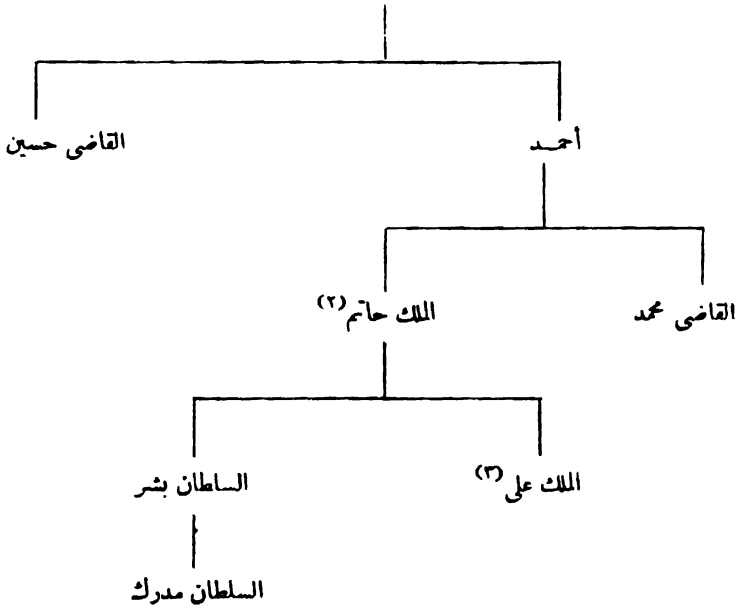 أحمد
القاضى حسين
القاضى محمد
الملك حاتم (٢)
الملك على (٣)
السلطان بشر
السلطان مدرك